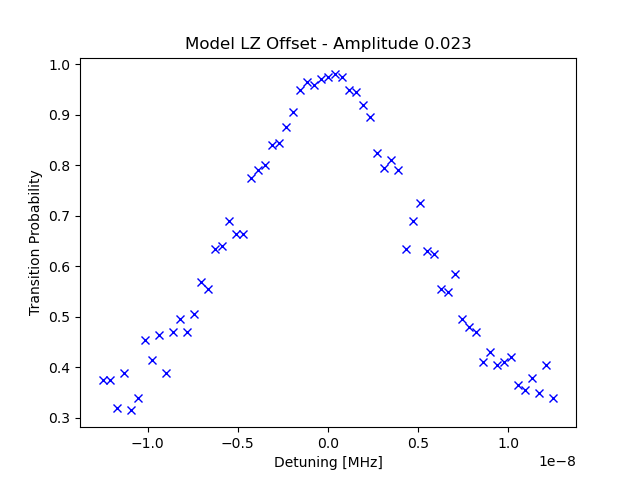 Model LZ Offset - Amplitude 0.023
Transition Probability
1.0
0.9
0.8
0.7
0.6
0.5
0.4
0.3
−1.0 −0.5 0.0 0.5 1.0
1e−8
Detuning [MHz]